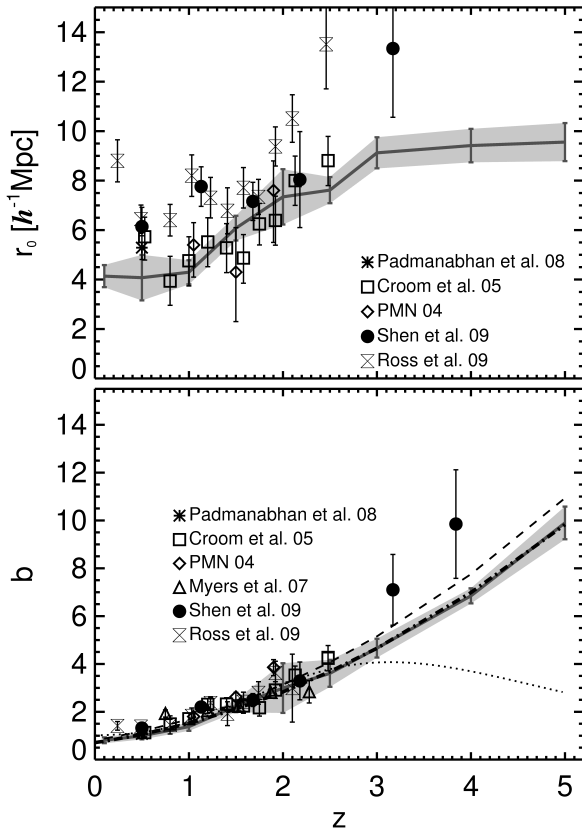 14
12
10
8
6
4
2
0
r₀ [h⁻¹Mpc]
Padmanabhan et al. 08
Croom et al. 05
PMN 04
Shen et al. 09
Ross et al. 09
14
12
10
8
6
4
2
0
b
Padmanabhan et al. 08
Croom et al. 05
PMN 04
Myers et al. 07
Shen et al. 09
Ross et al. 09
0 1 2 3 4 5
z